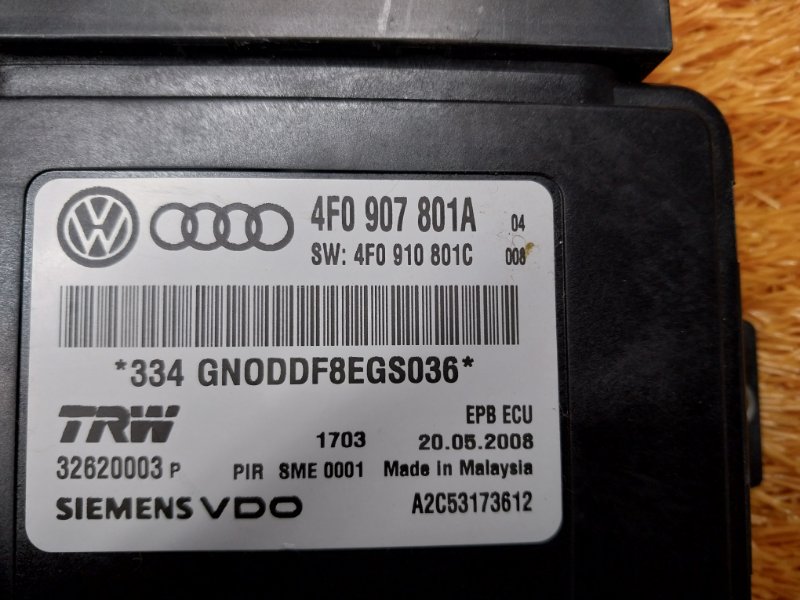 4F0 907 801A 04
SW: 4F0 910 801C 008
*334 GNODDF8EGS036*
TRW EPB ECU
1703 20.05.2008
32620003 P PIR SME 0001 Made in Malaysia
SIEMENS VDO A2C53173612